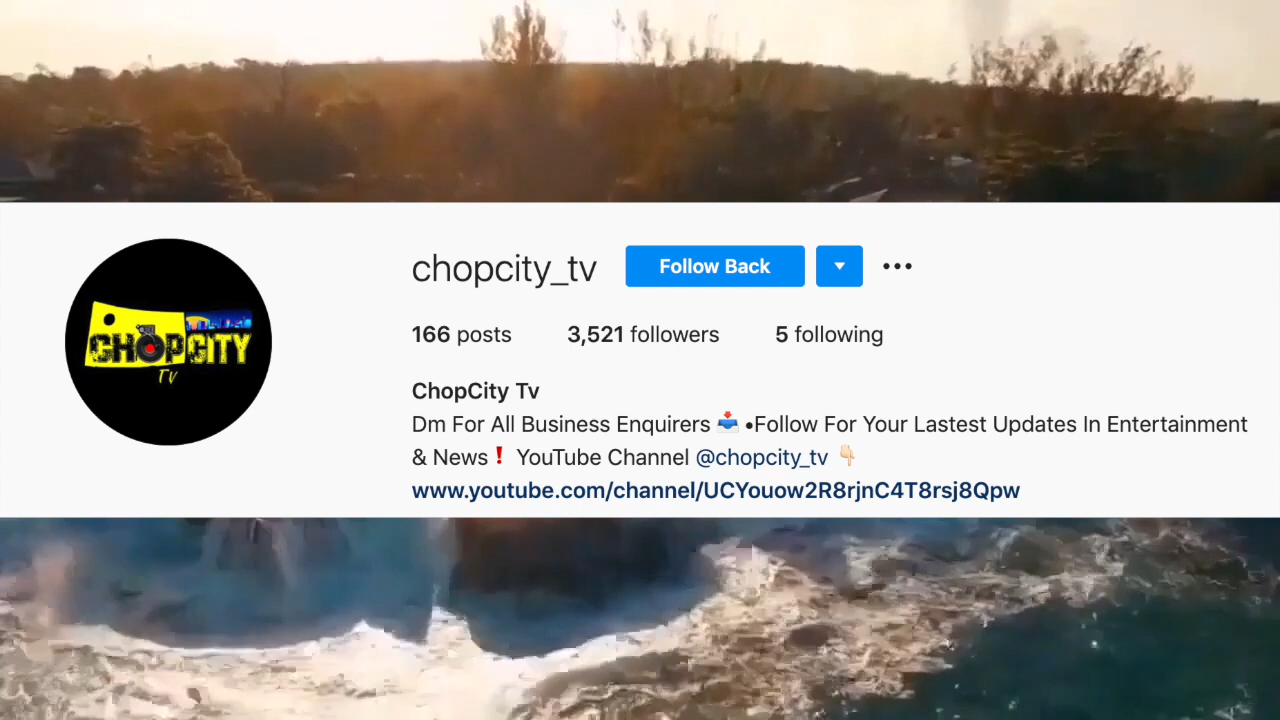 CHOPCITY
Tv
chopcity_tv
Follow Back
166 posts 3,521 followers 5 following
ChopCity Tv
Dm For All Business Enquirers 📥 •Follow For Your Lastest Updates In Entertainment
& News❗ YouTube Channel @chopcity_tv 👇🏻
www.youtube.com/channel/UCYouow2R8rjnC4T8rsj8Qpw